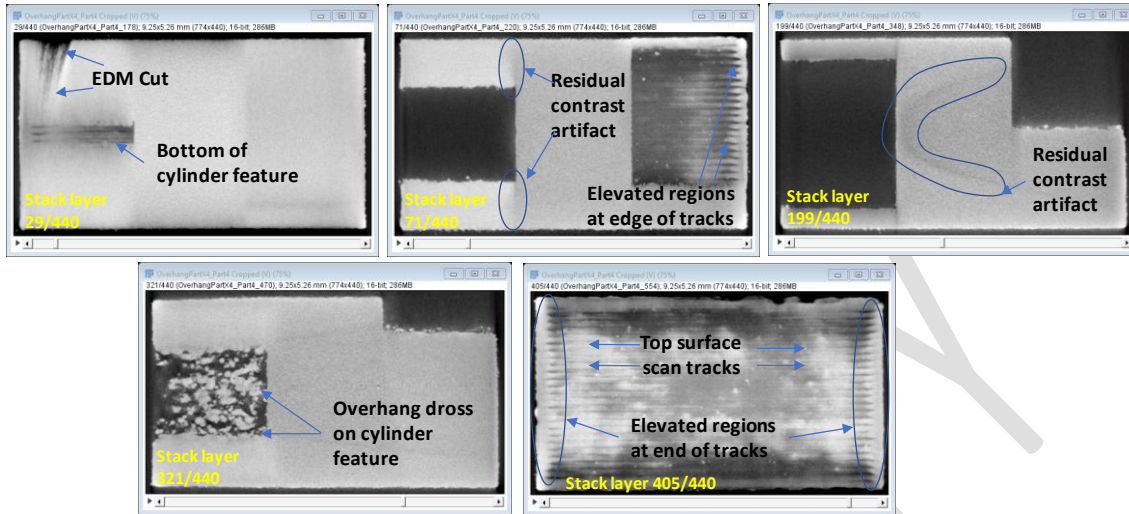 OverhangPartX4_Part4 Cropped (V) (75%)
29/440 (OverhangPartX4_Part4_178); 9.25x5.26 mm (774x440); 16-bit; 286MB
EDM Cut
Bottom of
cylinder feature
Stack layer
29/440
OverhangPartX4_Part4 Cropped (V) (75%)
71/440 (OverhangPartX4_Part4_220); 9.25x5.26 mm (774x440); 16-bit; 286MB
Residual
contrast
artifact
Elevated regions
at edge of tracks
Stack layer
71/440
OverhangPartX4_Part4 Cropped (V) (75%)
199/440 (OverhangPartX4_Part4_348); 9.25x5.26 mm (774x440); 16-bit; 286MB
Residual
contrast
artifact
Stack layer
199/440
OverhangPartX4_Part4 Cropped (V) (75%)
321/440 (OverhangPartX4_Part4_470); 9.25x5.26 mm (774x440); 16-bit; 286MB
Overhang dross
on cylinder
feature
Stack layer
321/440
OverhangPartX4_Part4 Cropped (V) (75%)
405/440 (OverhangPartX4_Part4_554); 9.25x5.26 mm (774x440); 16-bit; 286MB
Top surface
scan tracks
Elevated regions
at end of tracks
Stack layer 405/440